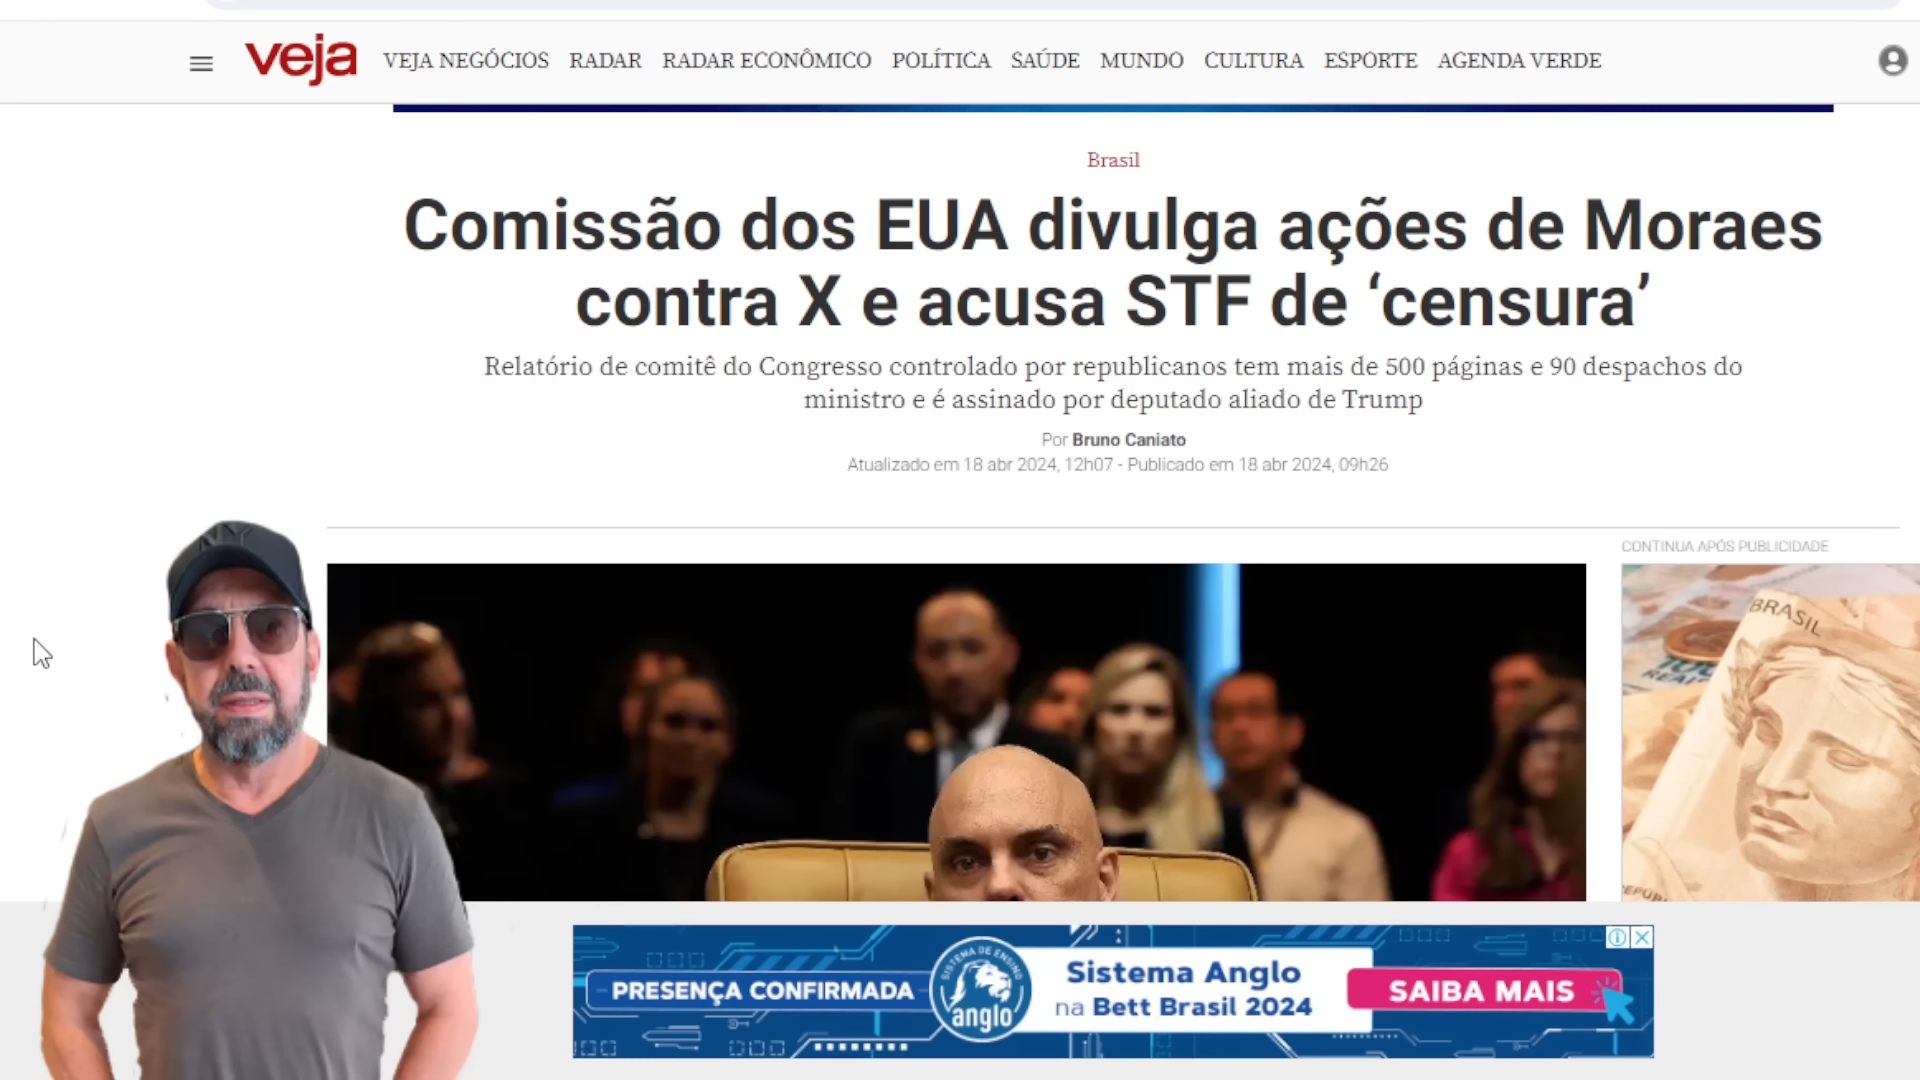 veja VEJA NEGÓCIOS RADAR RADAR ECONÔMICO POLÍTICA SAÚDE MUNDO CULTURA ESPORTE AGENDA VERDE
Brasil
Comissão dos EUA divulga ações de Moraes
contra X e acusa STF de ‘censura’
Relatório de comitê do Congresso controlado por republicanos tem mais de 500 páginas e 90 despachos do
ministro e é assinado por deputado aliado de Trump
Por Bruno Caniato
Atualizado em 18 abr 2024, 12h07 - Publicado em 18 abr 2024, 09h26
CONTINUA APÓS PUBLICIDADE
NY
BRASIL
PRESENÇA CONFIRMADA
SISTEMA DE ENSINO
anglo
Sistema Anglo
na Bett Brasil 2024
SAIBA MAIS